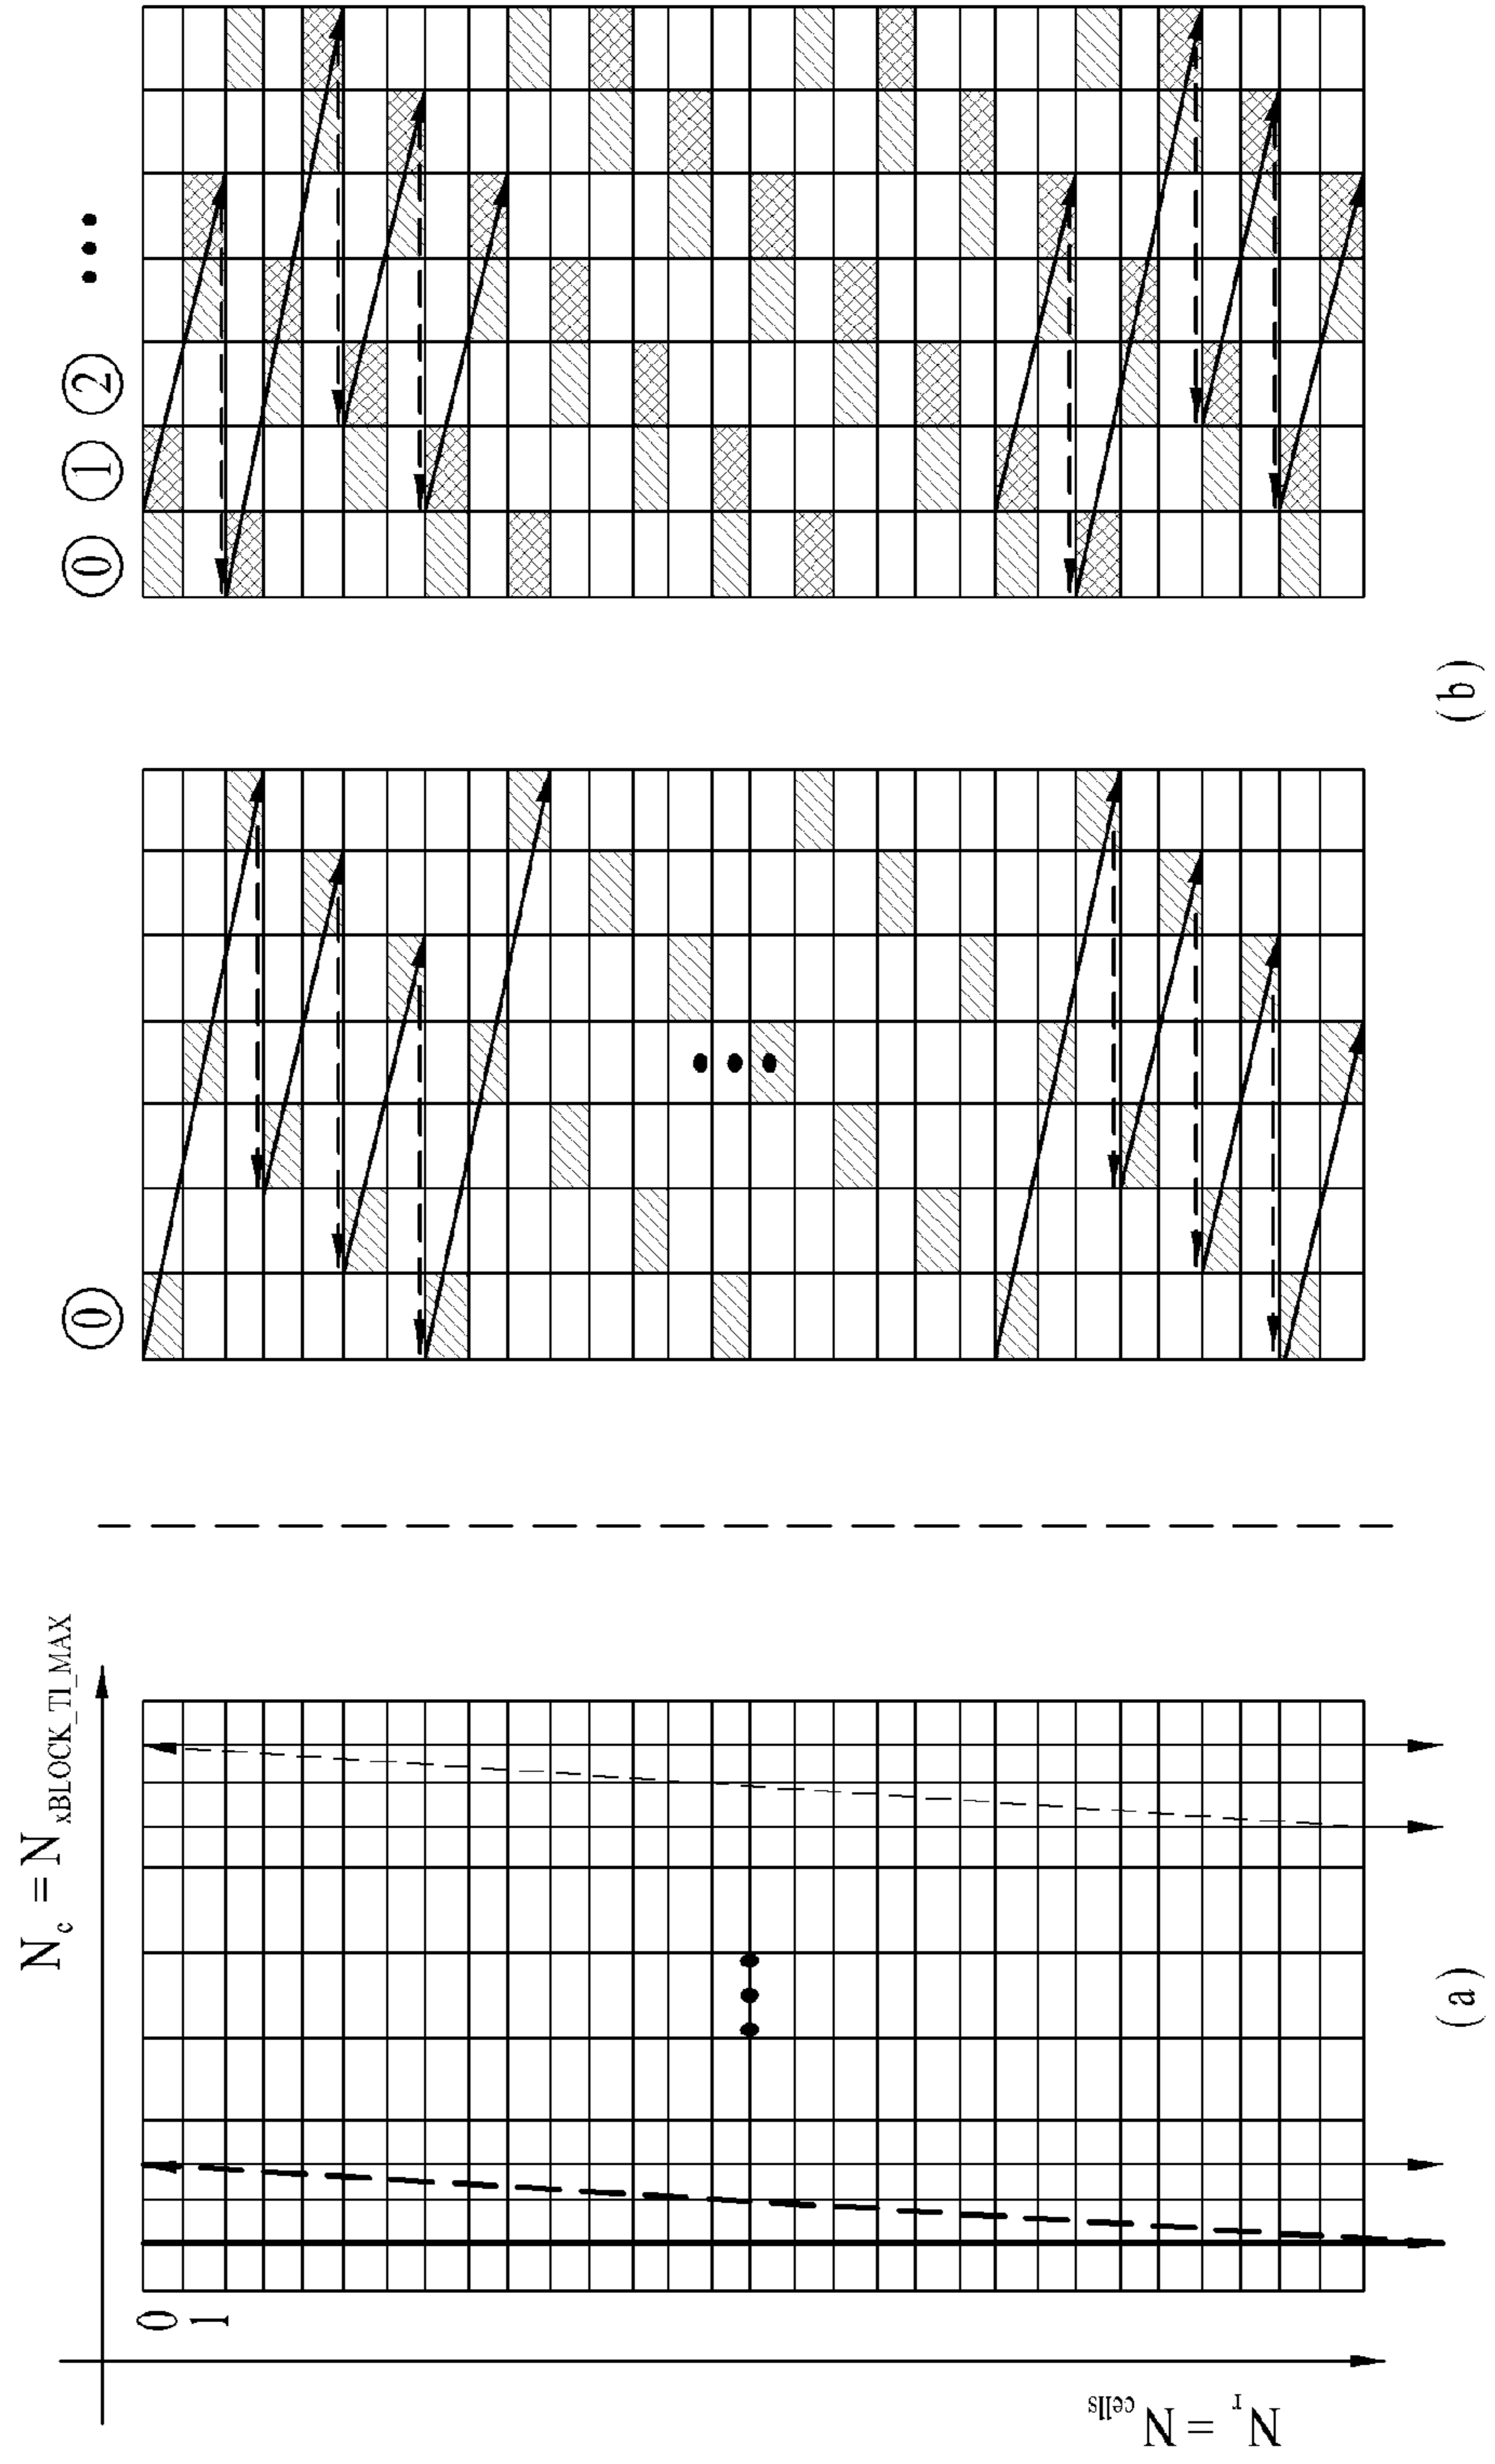 N_c = N_xBLOCK_TI_MAX
0
1
N_r = N_cells
(a)
⓪
⓪ ① ② •••
(b)